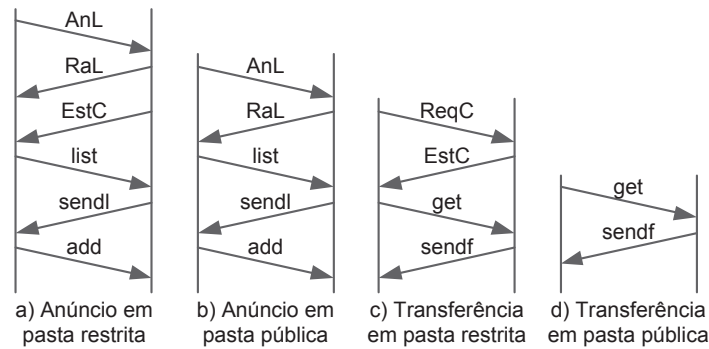 AnL
RaL
EstC
list
sendl
add
a) Anúncio em
pasta restrita
AnL
RaL
list
sendl
add
b) Anúncio em
pasta pública
ReqC
EstC
get
sendf
c) Transferência
em pasta restrita
get
sendf
d) Transferência
em pasta pública